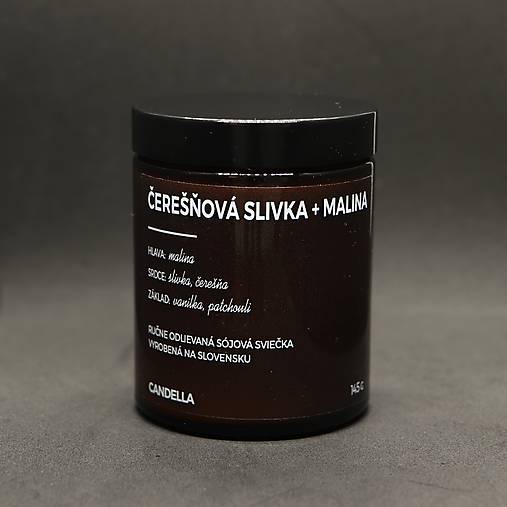 ČEREŠŇOVÁ SLIVKA + MALINA
HLAVA: malina
SRDCE: slivka, čerešňa
ZÁKLAD: vanilka, patchouli
RUČNE ODLIEVANÁ SÓJOVÁ SVIEČKA
VYROBENÁ NA SLOVENSKU
CANDELLA
145 G